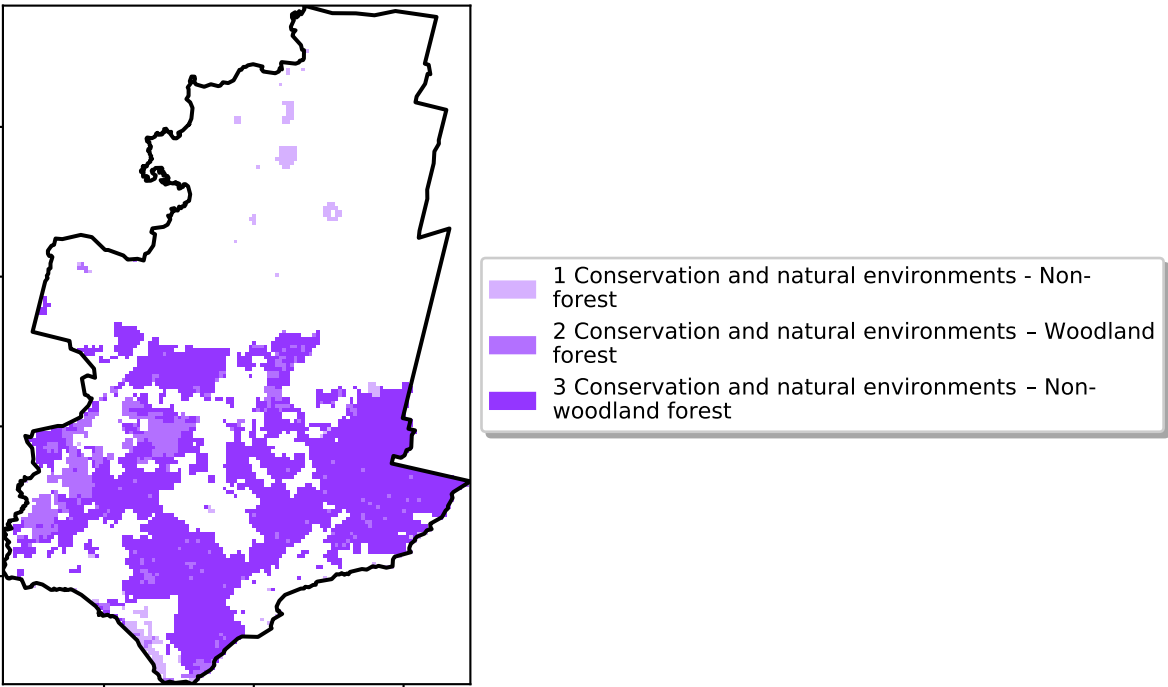 1 Conservation and natural environments - Non-
forest
2 Conservation and natural environments – Woodland
forest
3 Conservation and natural environments – Non-
woodland forest